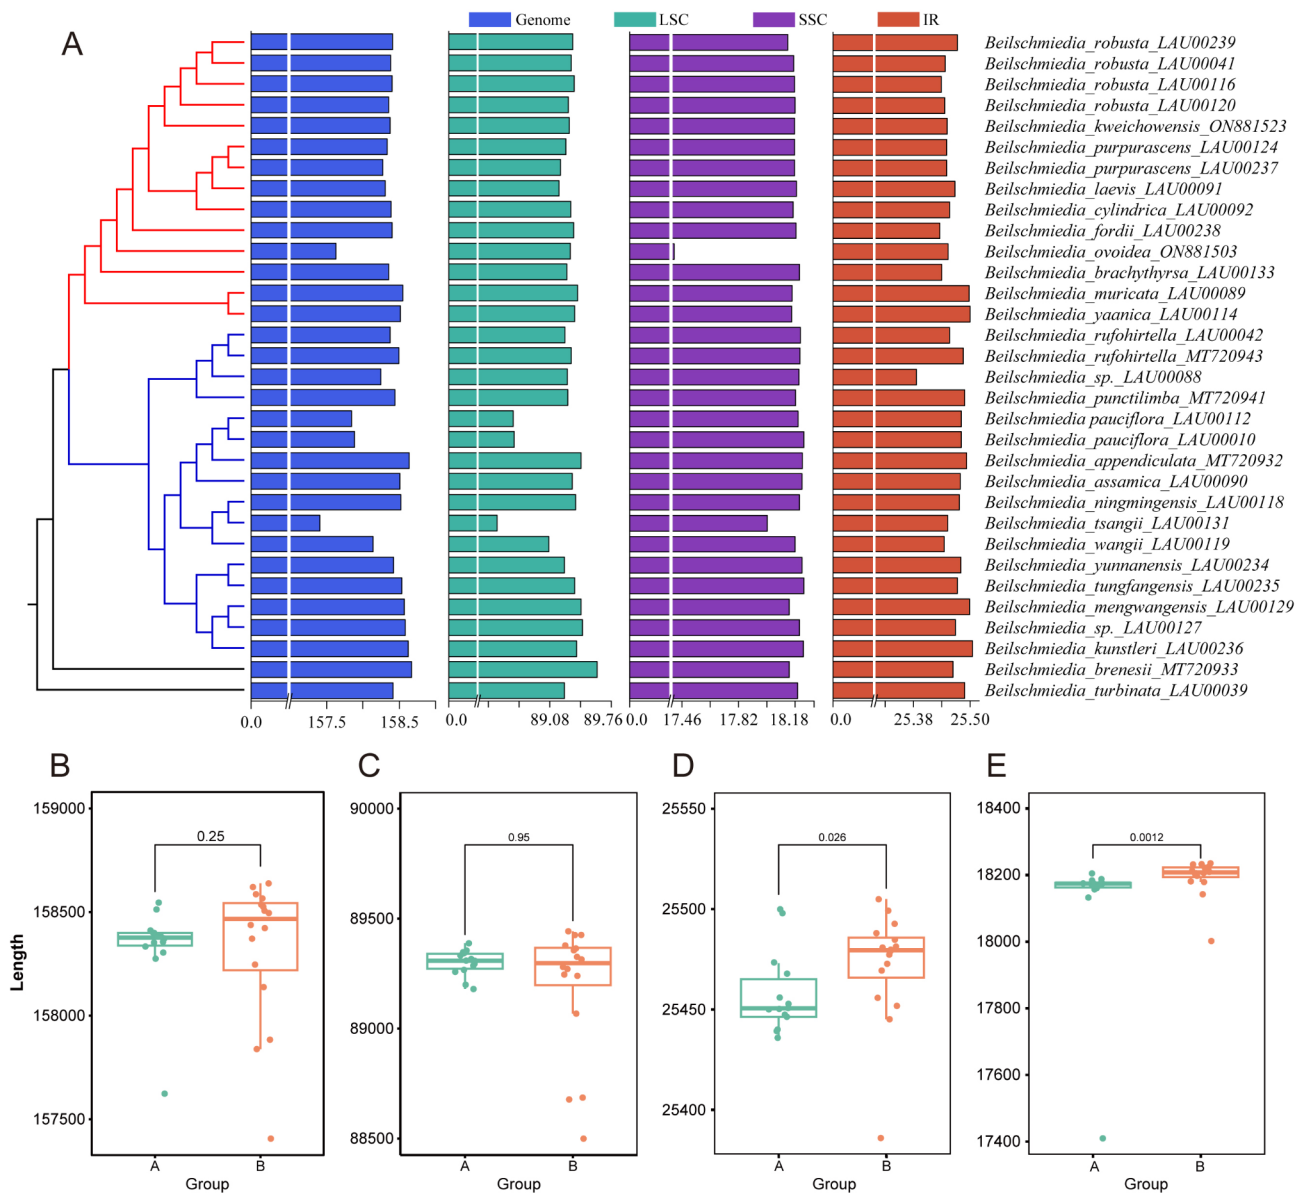 Genome LSC SSC IR
A
Beilschmiedia_robusta_LAU00239
Beilschmiedia_robusta_LAU00041
Beilschmiedia_robusta_LAU00116
Beilschmiedia_robusta_LAU00120
Beilschmiedia_kweichowensis_ON881523
Beilschmiedia_purpurascens_LAU00124
Beilschmiedia_purpurascens_LAU00237
Beilschmiedia_laevis_LAU00091
Beilschmiedia_cylindrica_LAU00092
Beilschmiedia_fordii_LAU00238
Beilschmiedia_ovoidea_ON881503
Beilschmiedia_brachythyrsa_LAU00133
Beilschmiedia_muricata_LAU00089
Beilschmiedia_yaanica_LAU00114
Beilschmiedia_rufohirtella_LAU00042
Beilschmiedia_rufohirtella_MT720943
Beilschmiedia_sp._LAU00088
Beilschmiedia_punctilimba_MT720941
Beilschmiedia pauciflora_LAU00112
Beilschmiedia_pauciflora_LAU00010
Beilschmiedia_appendiculata_MT720932
Beilschmiedia_assamica_LAU00090
Beilschmiedia_ningmingensis_LAU00118
Beilschmiedia_tsangii_LAU00131
Beilschmiedia_wangii_LAU00119
Beilschmiedia_yunnanensis_LAU00234
Beilschmiedia_tungfangensis_LAU00235
Beilschmiedia_mengwangensis_LAU00129
Beilschmiedia_sp._LAU00127
Beilschmiedia_kunstleri_LAU00236
Beilschmiedia_brenesii_MT720933
Beilschmiedia_turbinata_LAU00039
0.0 157.5 158.5 0.0 89.08 89.76 0.0 17.46 17.82 18.18 0.0 25.38 25.50
B
Length
159000
158500
158000
157500
0.25
A B
Group
C
90000
89500
89000
88500
0.95
A B
Group
D
25550
25500
25450
25400
0.026
A B
Group
E
18400
18200
18000
17800
17600
17400
0.0012
A B
Group